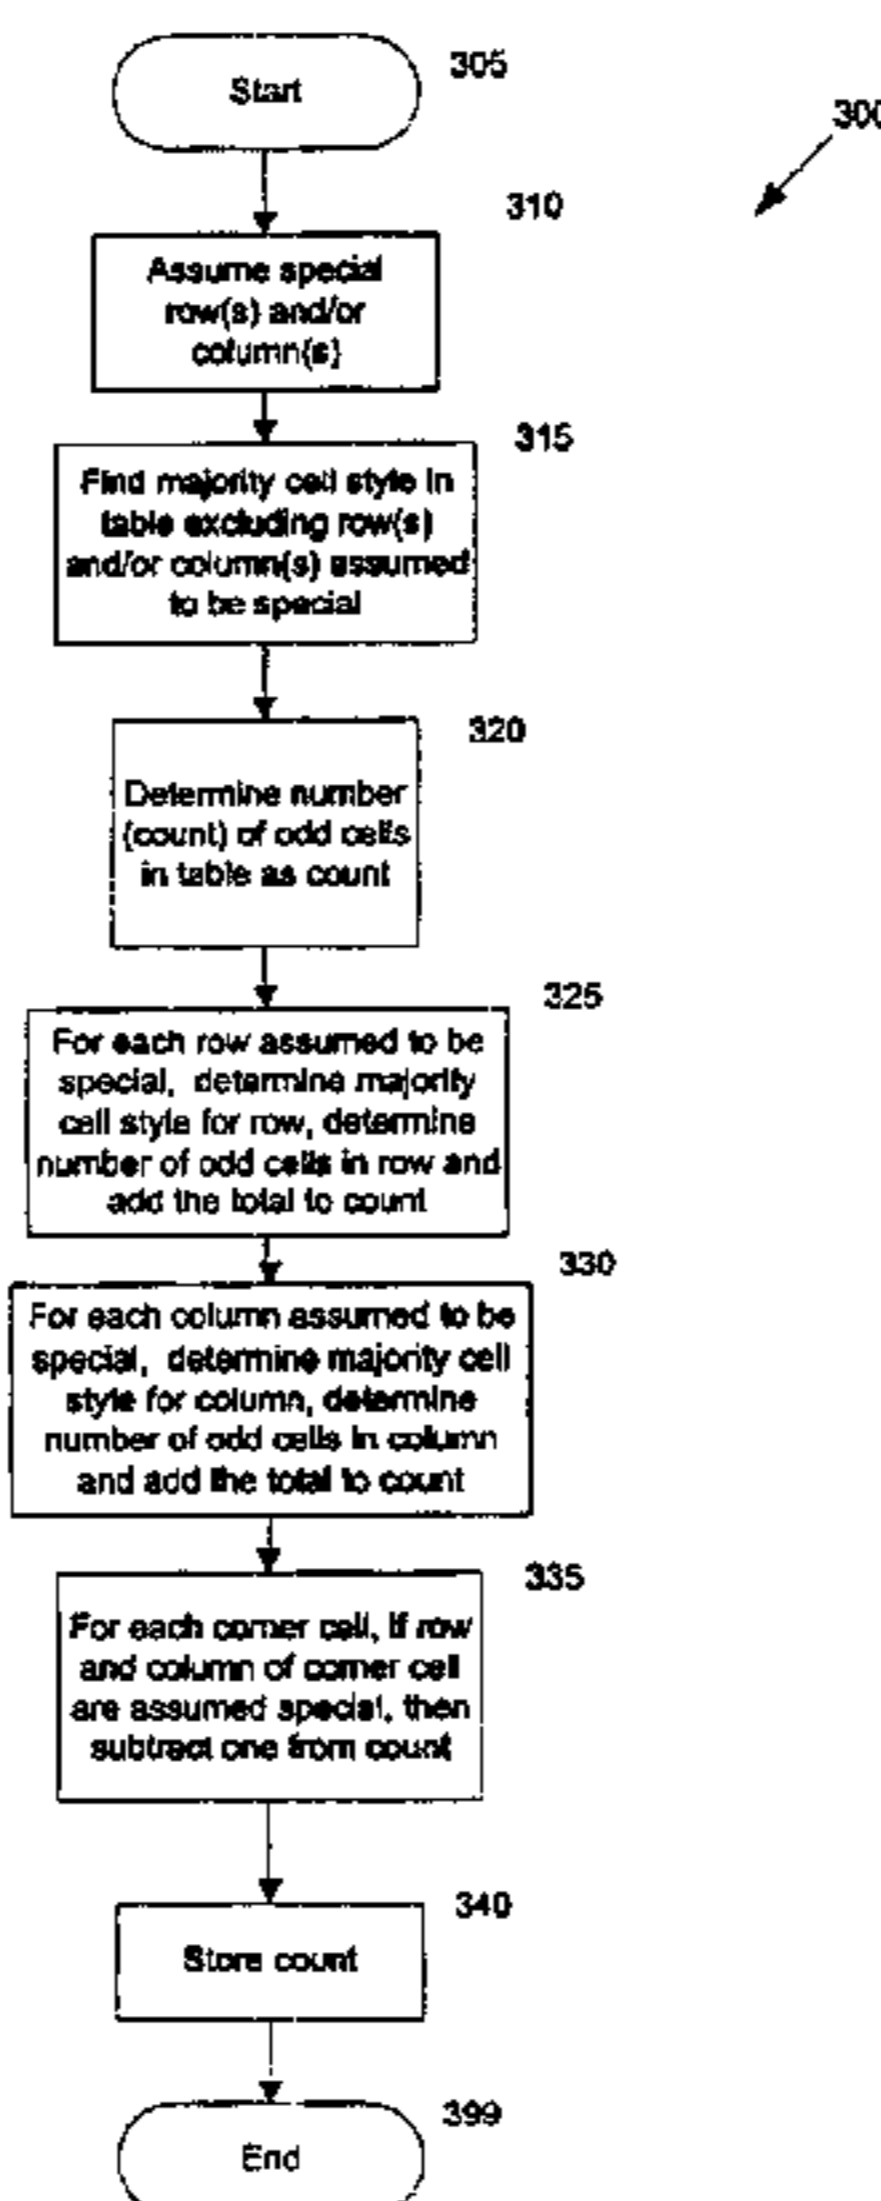 305
Start
300
310
Assume special
row(s) and/or
column(s)
315
Find majority cell style in
table excluding row(s)
and/or column(s) assumed
to be special
320
Determine number
(count) of odd cells
in table as count
325
For each row assumed to be
special, determine majority
cell style for row, determine
number of odd cells in row and
add the total to count
330
For each column assumed to be
special, determine majority cell
style for column, determine
number of odd cells in column
and add the total to count
335
For each corner cell, if row
and column of corner cell
are assumed special, then
subtract one from count
340
Store count
399
End